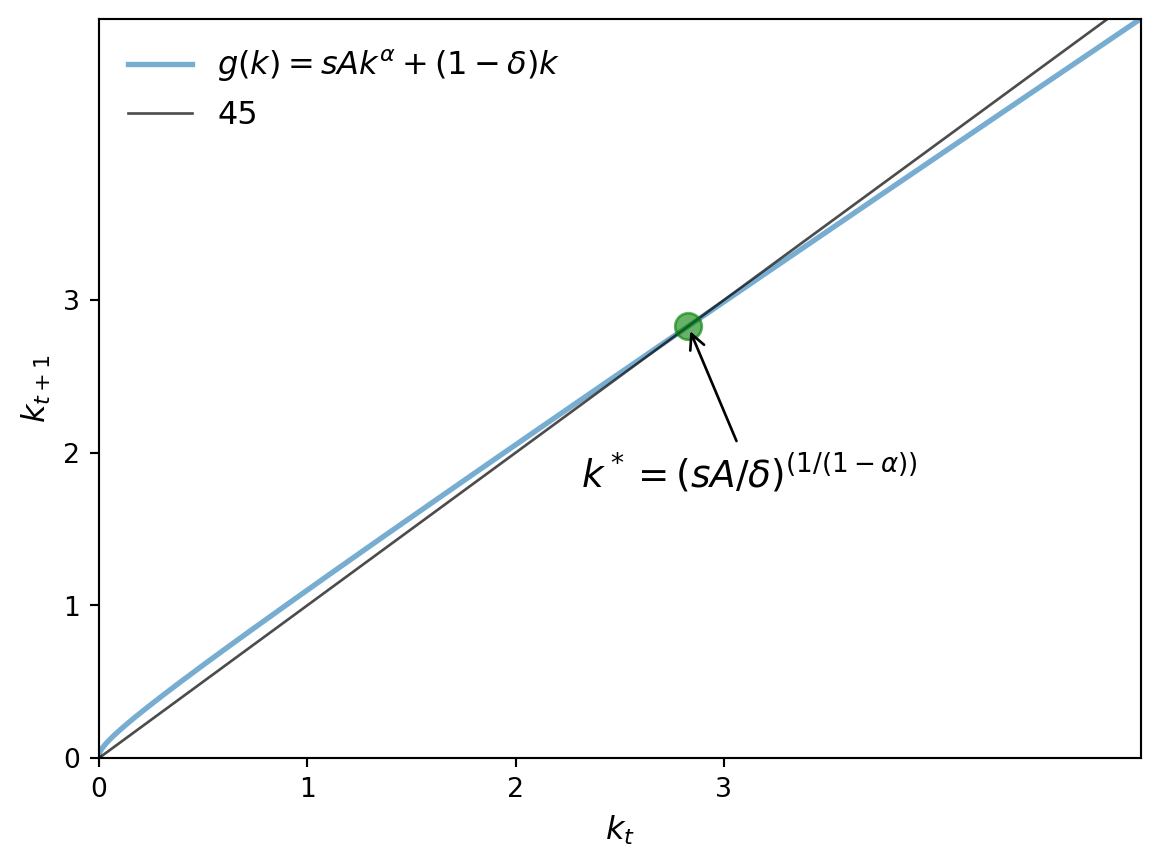 g(k) = sAk^α + (1 − δ)k
45
3
k_{t+1}
2
k* = (sA/δ)^{(1/(1 − α))}
1
0
0 1 2 3
k_t